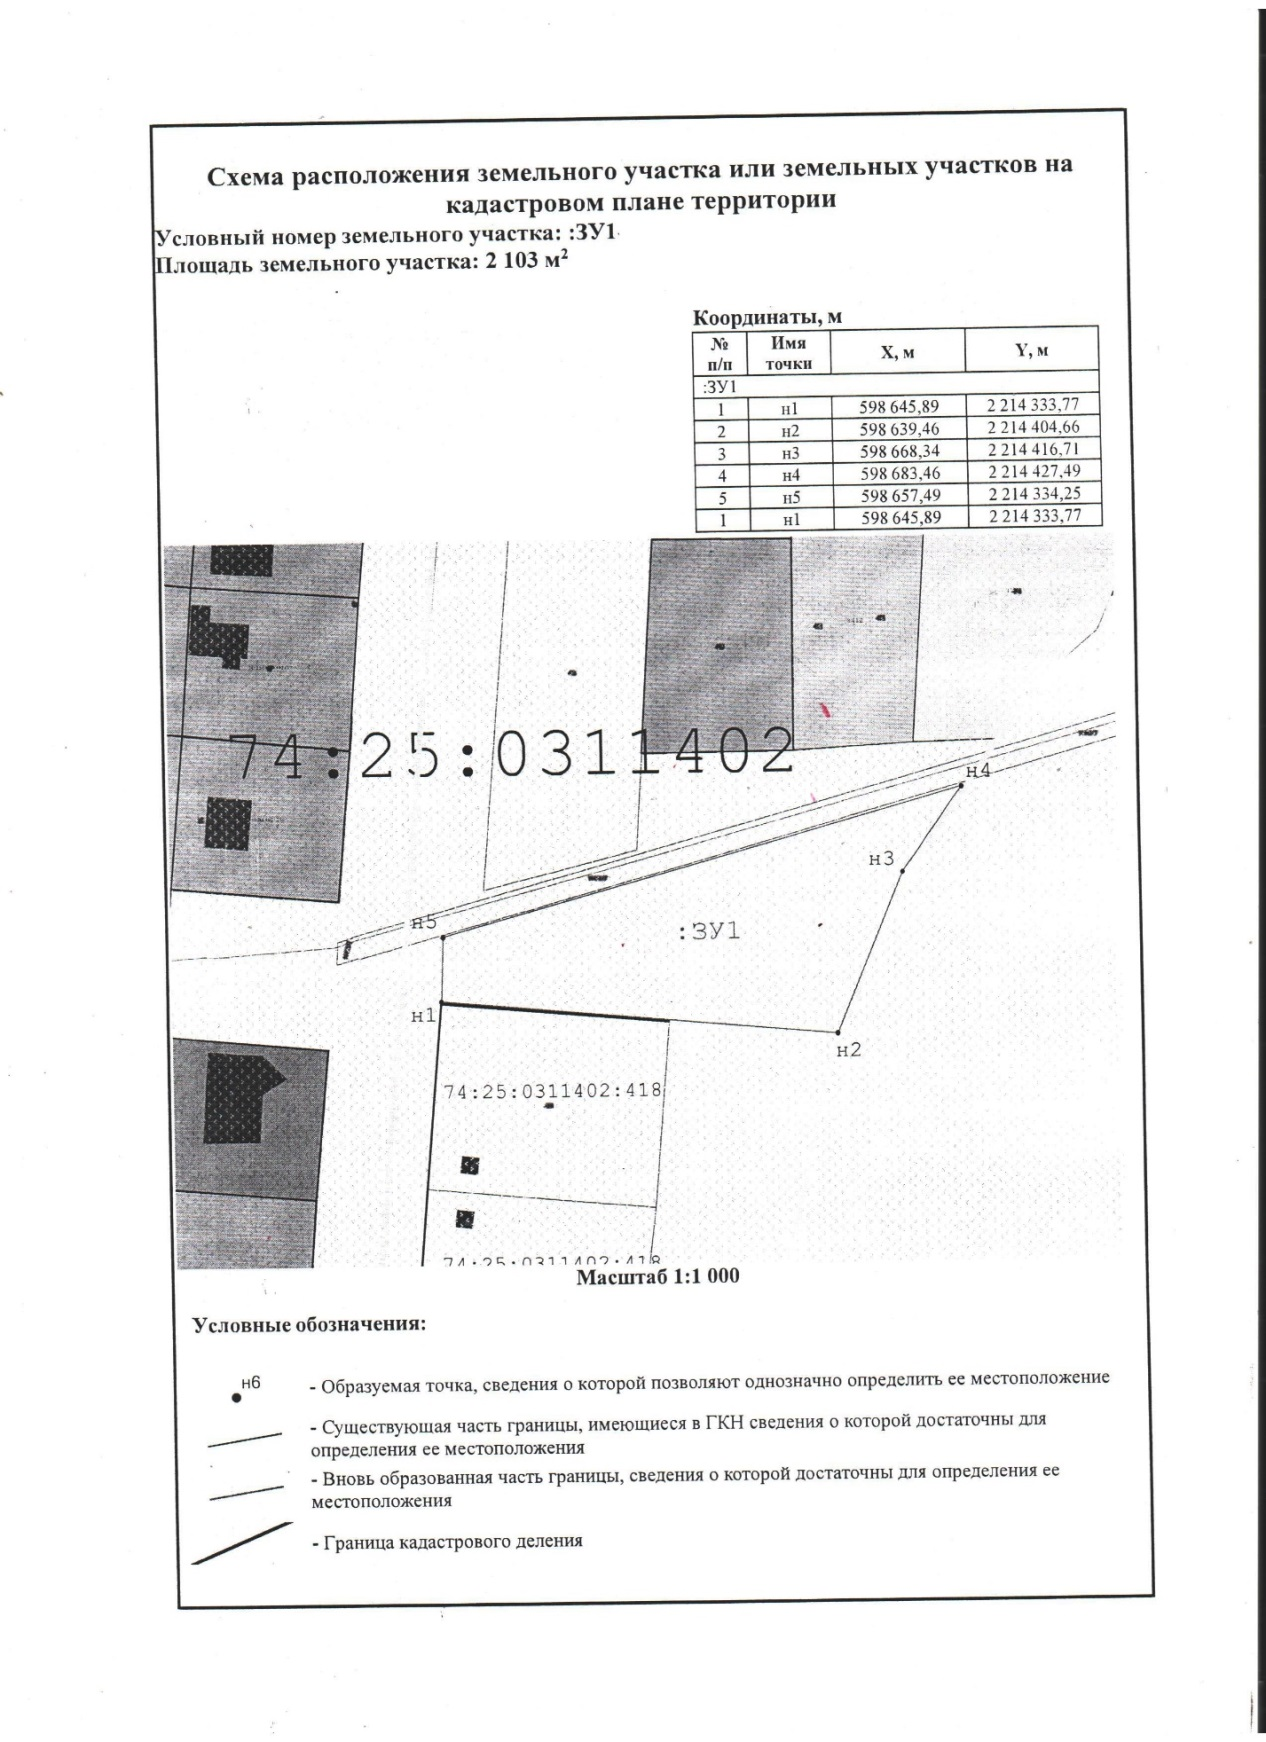 Схема расположения земельного участка или земельных участков на
кадастровом плане территории
Условный номер земельного участка: :ЗУ1
Площадь земельного участка: 2 103 м²
Координаты, м
№ п/п Имя точки X, м Y, м
:ЗУ1
1 н1 598 645,89 2 214 333,77
2 н2 598 639,46 2 214 404,66
3 н3 598 668,34 2 214 416,71
4 н4 598 683,46 2 214 427,49
5 н5 598 657,49 2 214 334,25
1 н1 598 645,89 2 214 333,77
74:25:0311402
н4
н3
н5
:ЗУ1
н1
н2
74:25:0311402:418
74:25:0311402:418
Масштаб 1:1 000
Условные обозначения:
н6
- Образуемая точка, сведения о которой позволяют однозначно определить ее местоположение
- Существующая часть границы, имеющиеся в ГКН сведения о которой достаточны для
определения ее местоположения
- Вновь образованная часть границы, сведения о которой достаточны для определения ее
местоположения
- Граница кадастрового деления